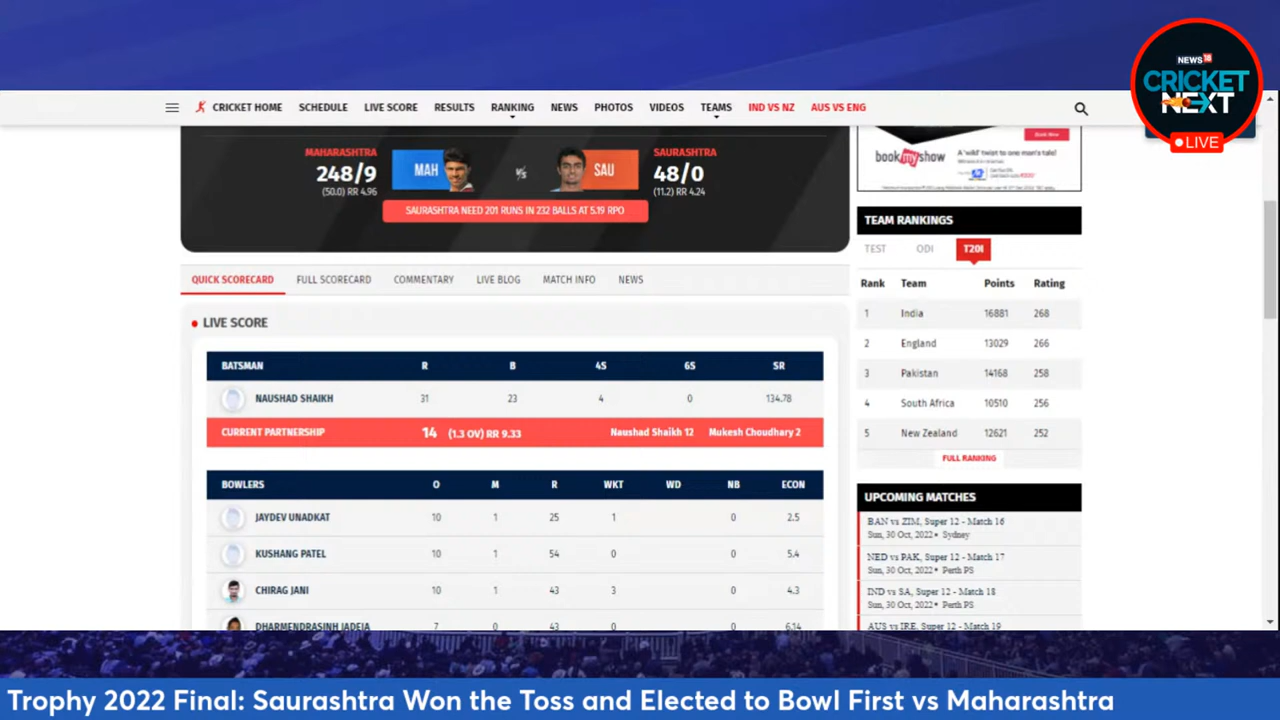 NEWS18
CRICKET
NEXT
LIVE
CRICKET HOME SCHEDULE LIVE SCORE RESULTS RANKING NEWS PHOTOS VIDEOS TEAMS IND VS NZ AUS VS ENG
MAHARASHTRA
248/9
(50.0) RR 4.96
MAH
V/S
SAU
SAURASHTRA
48/0
(11.2) RR 4.24
SAURASHTRA NEED 201 RUNS IN 232 BALLS AT 5.19 RPO
QUICK SCORECARD FULL SCORECARD COMMENTARY LIVE BLOG MATCH INFO NEWS
LIVE SCORE
BATSMAN R B 4S 6S SR
NAUSHAD SHAIKH 31 23 4 0 134.78
CURRENT PARTNERSHIP 14 (1.3 OV) RR 9.33 Naushad Shaikh 12 Mukesh Choudhary 2
BOWLERS O M R WKT WD NB ECON
JAYDEV UNADKAT 10 1 25 1 0 2.5
KUSHANG PATEL 10 1 54 0 0 5.4
CHIRAG JANI 10 1 43 3 0 4.3
DHARMENDRASINH JADEJA 7 0 43 0 0 6.14
Book Now
bookmyshow
A 'wild' twist to one man's tale!
TEAM RANKINGS
TEST ODI T20I
Rank Team Points Rating
1 India 16881 268
2 England 13029 266
3 Pakistan 14168 258
4 South Africa 10510 256
5 New Zealand 12621 252
FULL RANKING
UPCOMING MATCHES
BAN vs ZIM, Super 12 - Match 16
Sun, 30 Oct, 2022• Sydney
NED vs PAK, Super 12 - Match 17
Sun, 30 Oct, 2022• Perth PS
IND vs SA, Super 12 - Match 18
Sun, 30 Oct, 2022• Perth PS
AUS vs IRE, Super 12 - Match 19
Trophy 2022 Final: Saurashtra Won the Toss and Elected to Bowl First vs Maharashtra